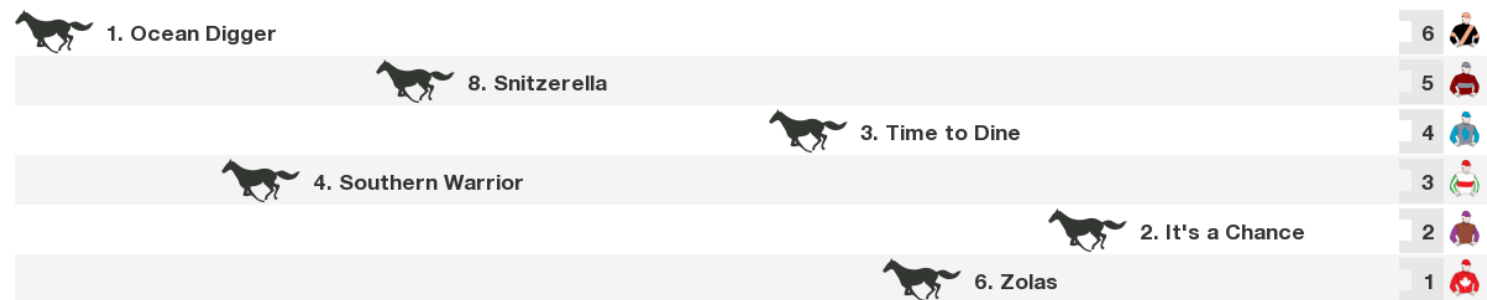 1. Ocean Digger 6
8. Snitzerella 5
3. Time to Dine 4
4. Southern Warrior 3
2. It's a Chance 2
6. Zolas 1